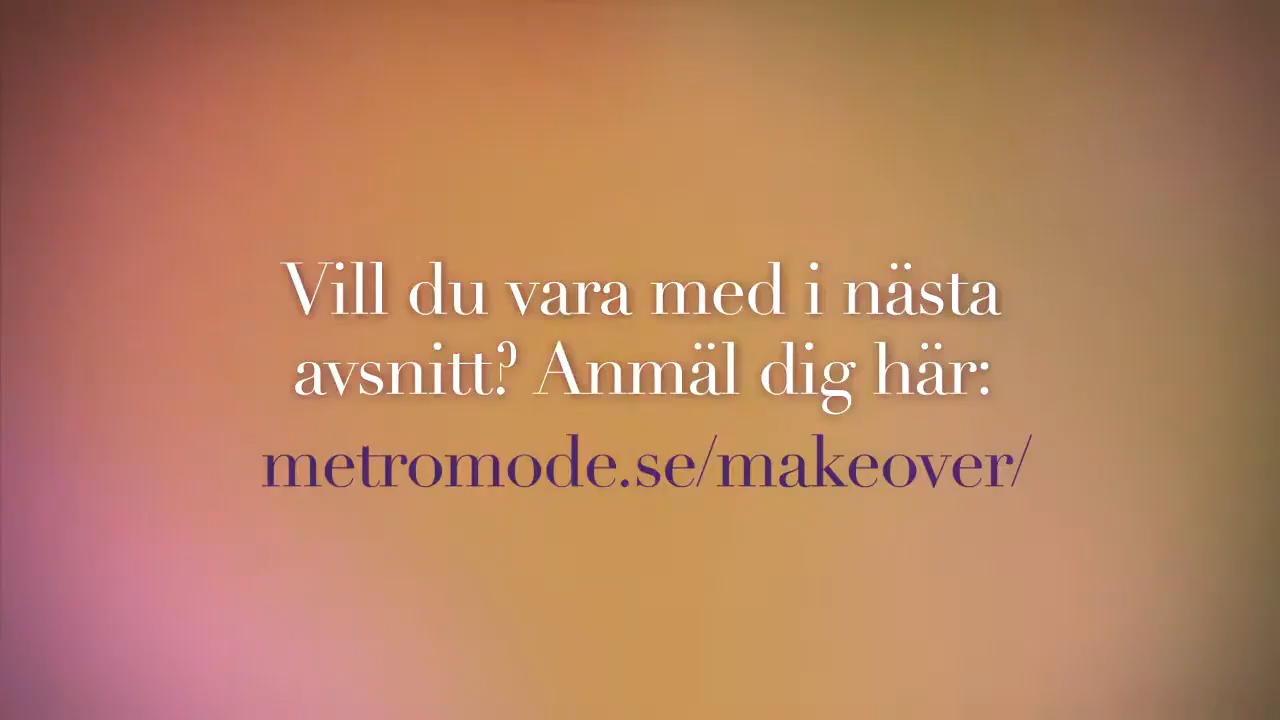 Vill du vara med i nästa
avsnitt? Anmäl dig här:
metromode.se/makeover/